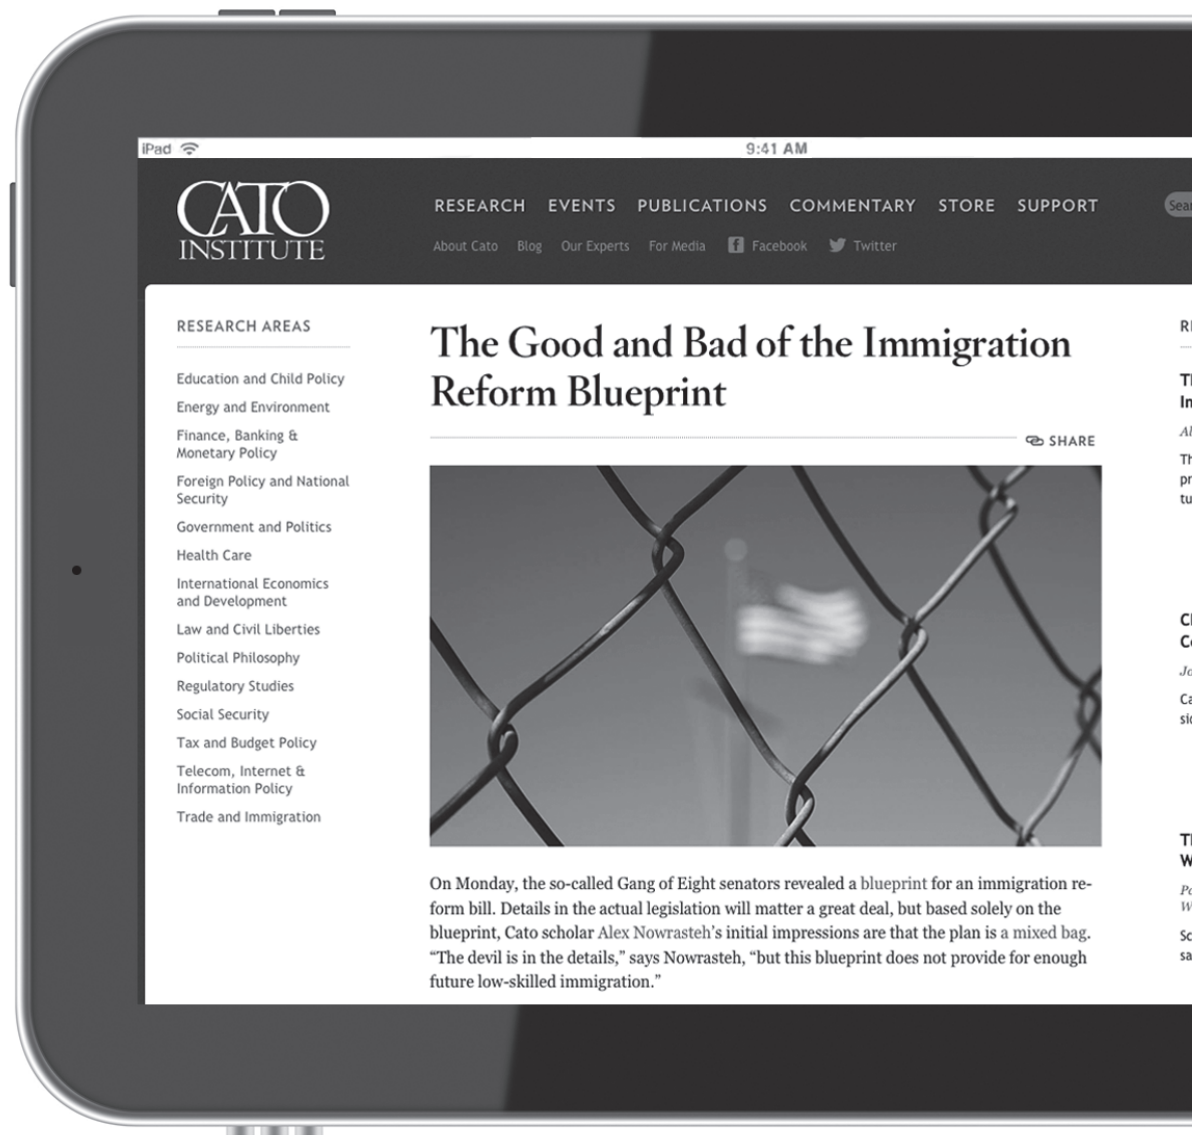 iPad
9:41 AM
CATO
INSTITUTE
RESEARCH EVENTS PUBLICATIONS COMMENTARY STORE SUPPORT
About Cato Blog Our Experts For Media Facebook Twitter
RESEARCH AREAS
Education and Child Policy
Energy and Environment
Finance, Banking &
Monetary Policy
Foreign Policy and National
Security
Government and Politics
Health Care
International Economics
and Development
Law and Civil Liberties
Political Philosophy
Regulatory Studies
Social Security
Tax and Budget Policy
Telecom, Internet &
Information Policy
Trade and Immigration
The Good and Bad of the Immigration
Reform Blueprint
SHARE
On Monday, the so-called Gang of Eight senators revealed a blueprint for an immigration re-
form bill. Details in the actual legislation will matter a great deal, but based solely on the
blueprint, Cato scholar Alex Nowrasteh’s initial impressions are that the plan is a mixed bag.
“The devil is in the details,” says Nowrasteh, “but this blueprint does not provide for enough
future low-skilled immigration.”